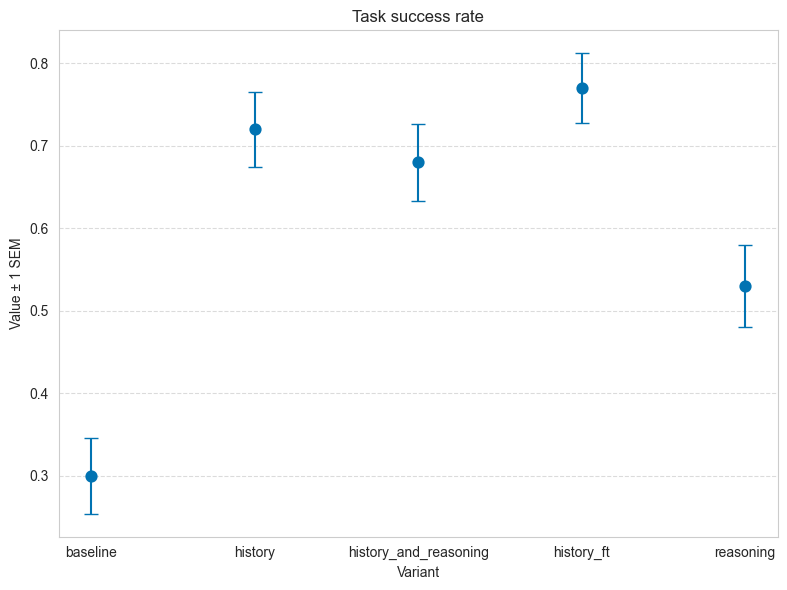 Task success rate
Value ± 1 SEM
0.8
0.7
0.6
0.5
0.4
0.3
baseline
history
history_and_reasoning
history_ft
reasoning
Variant